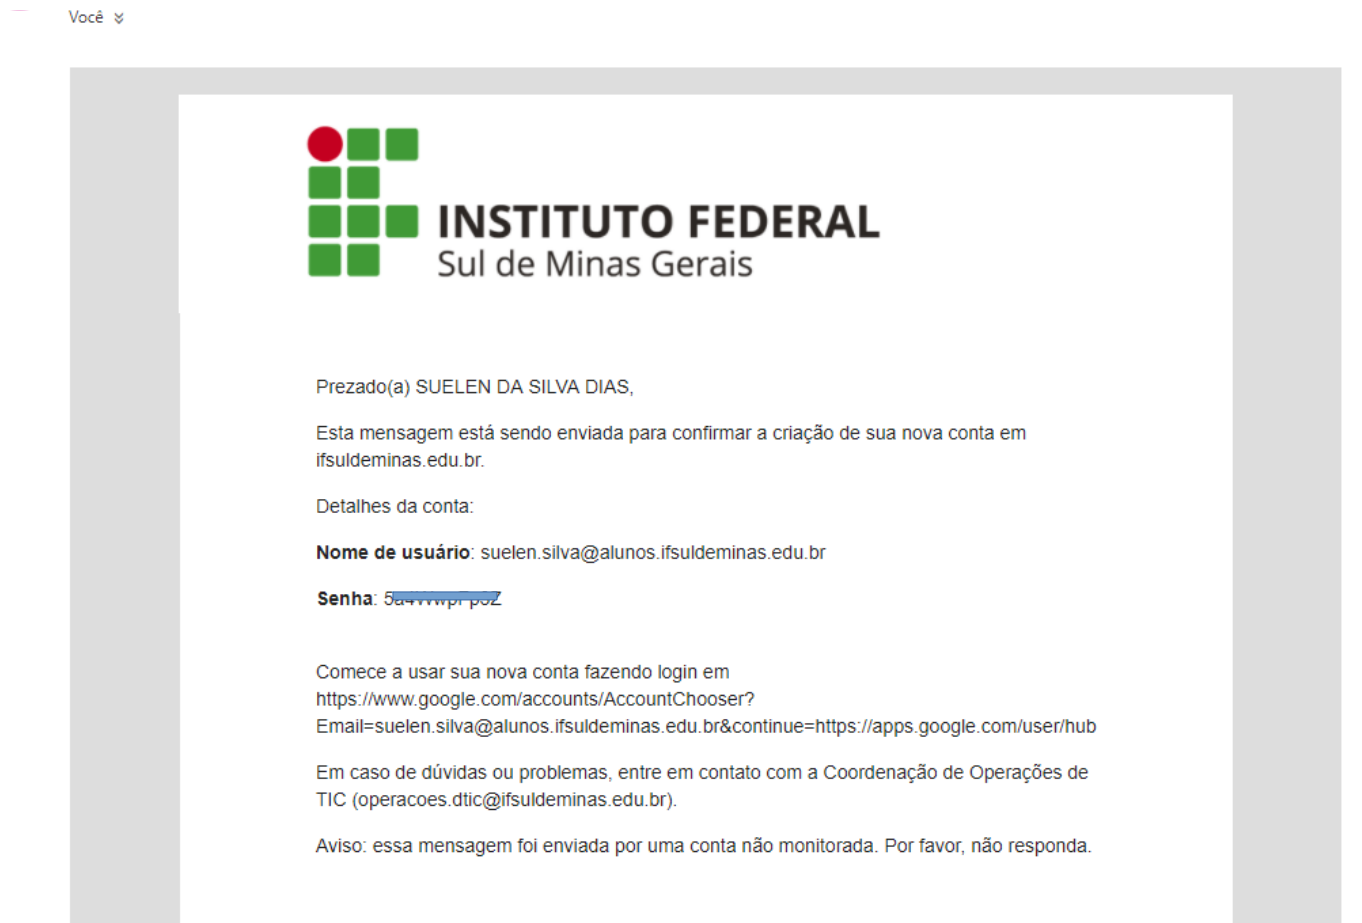 Você
INSTITUTO FEDERAL
Sul de Minas Gerais
Prezado(a) SUELEN DA SILVA DIAS,
Esta mensagem está sendo enviada para confirmar a criação de sua nova conta em
ifsuldeminas.edu.br.
Detalhes da conta:
Nome de usuário: suelen.silva@alunos.ifsuldeminas.edu.br
Senha:
Comece a usar sua nova conta fazendo login em
https://www.google.com/accounts/AccountChooser?
Email=suelen.silva@alunos.ifsuldeminas.edu.br&continue=https://apps.google.com/user/hub
Em caso de dúvidas ou problemas, entre em contato com a Coordenação de Operações de
TIC (operacoes.dtic@ifsuldeminas.edu.br).
Aviso: essa mensagem foi enviada por uma conta não monitorada. Por favor, não responda.